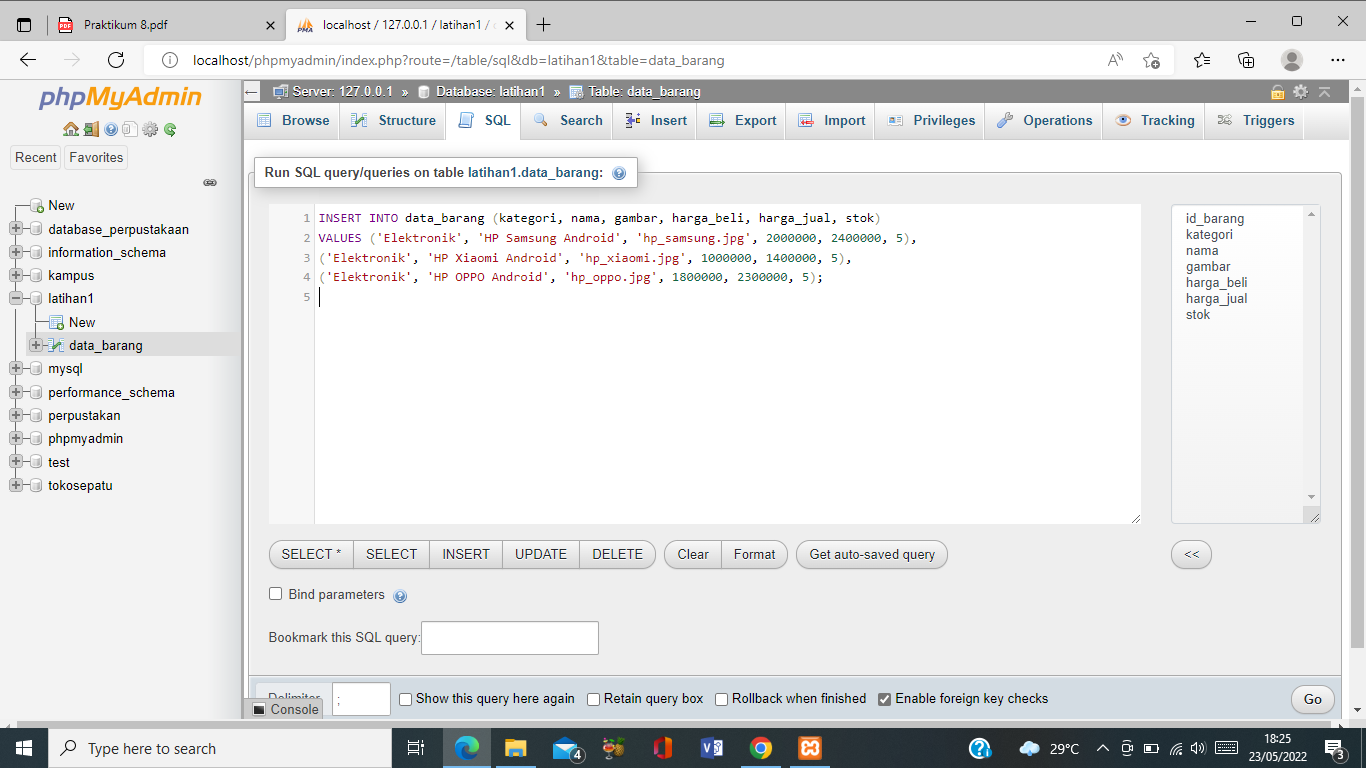 Praktikum 8.pdf
localhost / 127.0.0.1 / latihan1 /
localhost/phpmyadmin/index.php?route=/table/sql&db=latihan1&table=data_barang
phpMyAdmin
Recent
Favorites
New
database_perpustakaan
information_schema
kampus
latihan1
New
data_barang
mysql
performance_schema
perpustakan
phpmyadmin
test
tokosepatu
Server: 127.0.0.1 » Database: latihan1 » Table: data_barang
Browse
Structure
SQL
Search
Insert
Export
Import
Privileges
Operations
Tracking
Triggers
Run SQL query/queries on table latihan1.data_barang:
1 INSERT INTO data_barang (kategori, nama, gambar, harga_beli, harga_jual, stok)
2 VALUES ('Elektronik', 'HP Samsung Android', 'hp_samsung.jpg', 2000000, 2400000, 5),
3 ('Elektronik', 'HP Xiaomi Android', 'hp_xiaomi.jpg', 1000000, 1400000, 5),
4 ('Elektronik', 'HP OPPO Android', 'hp_oppo.jpg', 1800000, 2300000, 5);
5
id_barang
kategori
nama
gambar
harga_beli
harga_jual
stok
SELECT *
SELECT
INSERT
UPDATE
DELETE
Clear
Format
Get auto-saved query
<<
Bind parameters
Bookmark this SQL query:
Delimiter
;
Show this query here again
Retain query box
Rollback when finished
Enable foreign key checks
Go
Console
Type here to search
4
29°C
18:25
23/05/2022
3